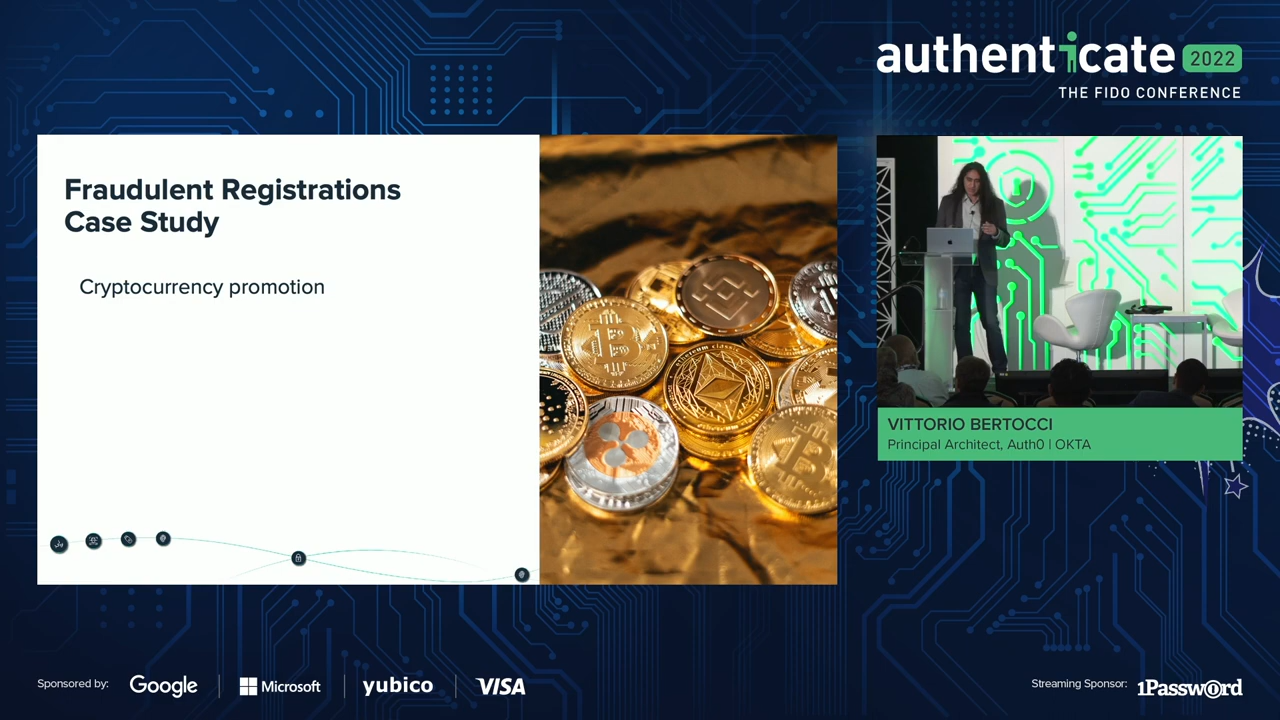 authenticate 2022
THE FIDO CONFERENCE
Fraudulent Registrations
Case Study
Cryptocurrency promotion
VITTORIO BERTOCCI
Principal Architect, Auth0 | OKTA
Sponsored by:
Google
Microsoft
yubico
VISA
Streaming Sponsor:
1Password